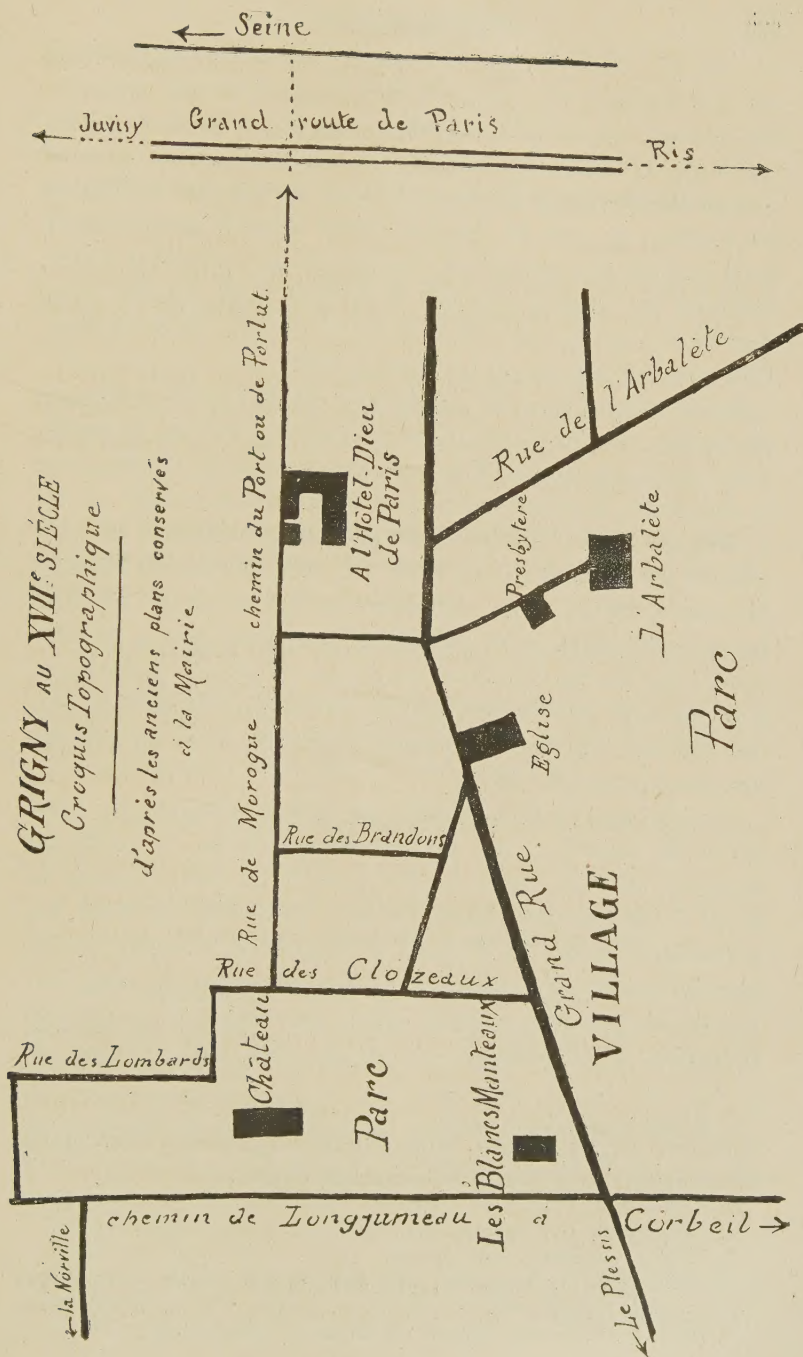 GRIGNY AU XVIIe SIÈCLE
Croquis Topographique
d'après les anciens plans conservés
à la Mairie
← Seine
Juvisy
Grand route de Paris
Ris
Rue de Morogue
chemin du Port ou de Porlut.
A l'Hôtel-Dieu
de Paris
Rue de l'Arbalète
Presbytère
L'Arbalète
Parc
Eglise
Rue des Brandons
Rue des Clozeaux
Grand Rue.
VILLAGE
Rue des Lombards
Château
Parc
Les Blancs Manteaux
chemin de Longjumeau à Corbeil →
← la Norville
← Le Plessis